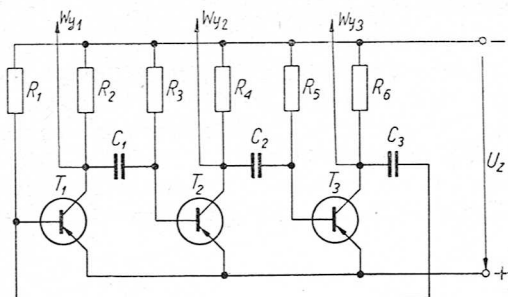 Wy1 Wy2 Wy3
−
R1 R2 R3 R4 R5 R6
C1 C2 C3
Uz
T1 T2 T3
+